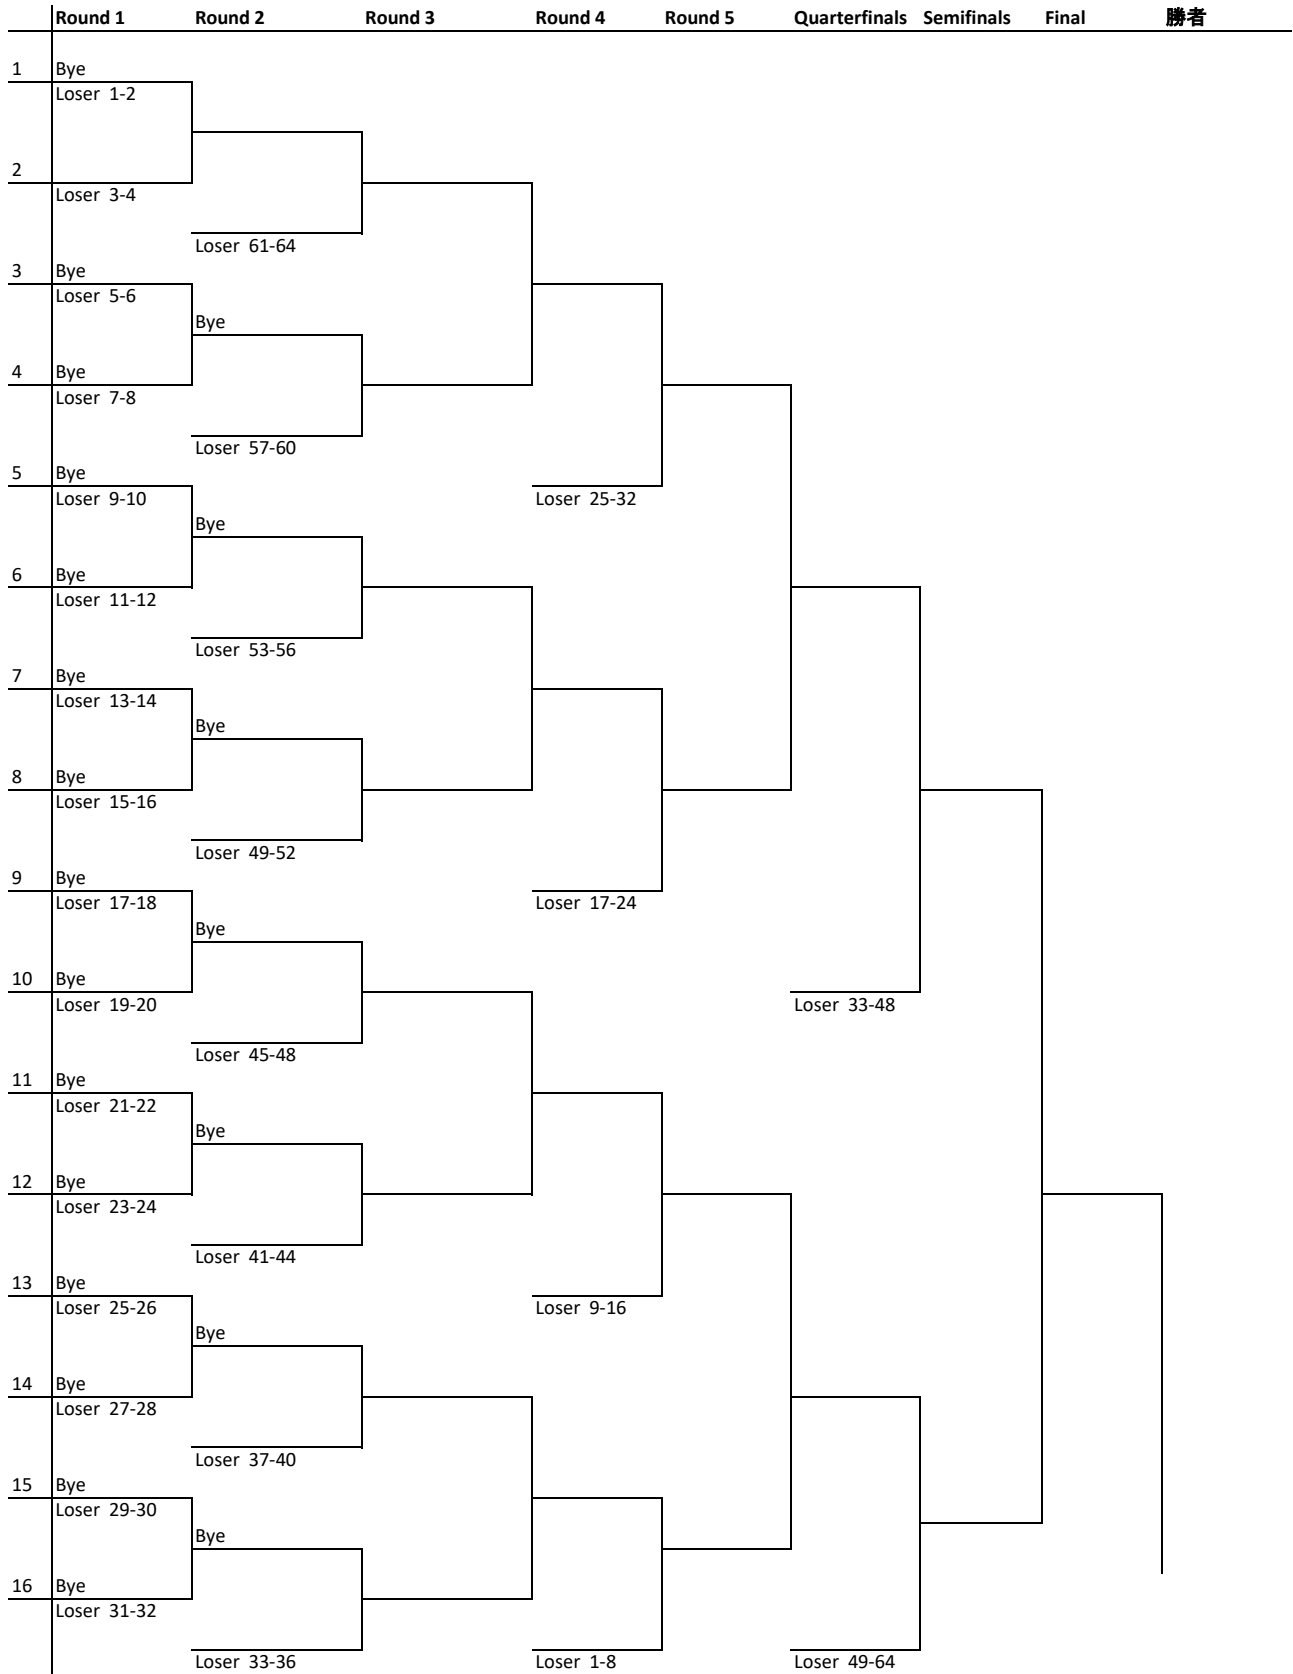 Round 1 Round 2 Round 3 Round 4 Round 5 Quarterfinals Semifinals Final 勝者
1 Bye
Loser 1-2
2
Loser 3-4
Loser 61-64
3 Bye
Loser 5-6
Bye
4 Bye
Loser 7-8
Loser 57-60
5 Bye
Loser 9-10 Loser 25-32
Bye
6 Bye
Loser 11-12
Loser 53-56
7 Bye
Loser 13-14
Bye
8 Bye
Loser 15-16
Loser 49-52
9 Bye
Loser 17-18 Loser 17-24
Bye
10 Bye
Loser 19-20 Loser 33-48
Loser 45-48
11 Bye
Loser 21-22
Bye
12 Bye
Loser 23-24
Loser 41-44
13 Bye
Loser 25-26 Loser 9-16
Bye
14 Bye
Loser 27-28
Loser 37-40
15 Bye
Loser 29-30
Bye
16 Bye
Loser 31-32
Loser 33-36 Loser 1-8 Loser 49-64